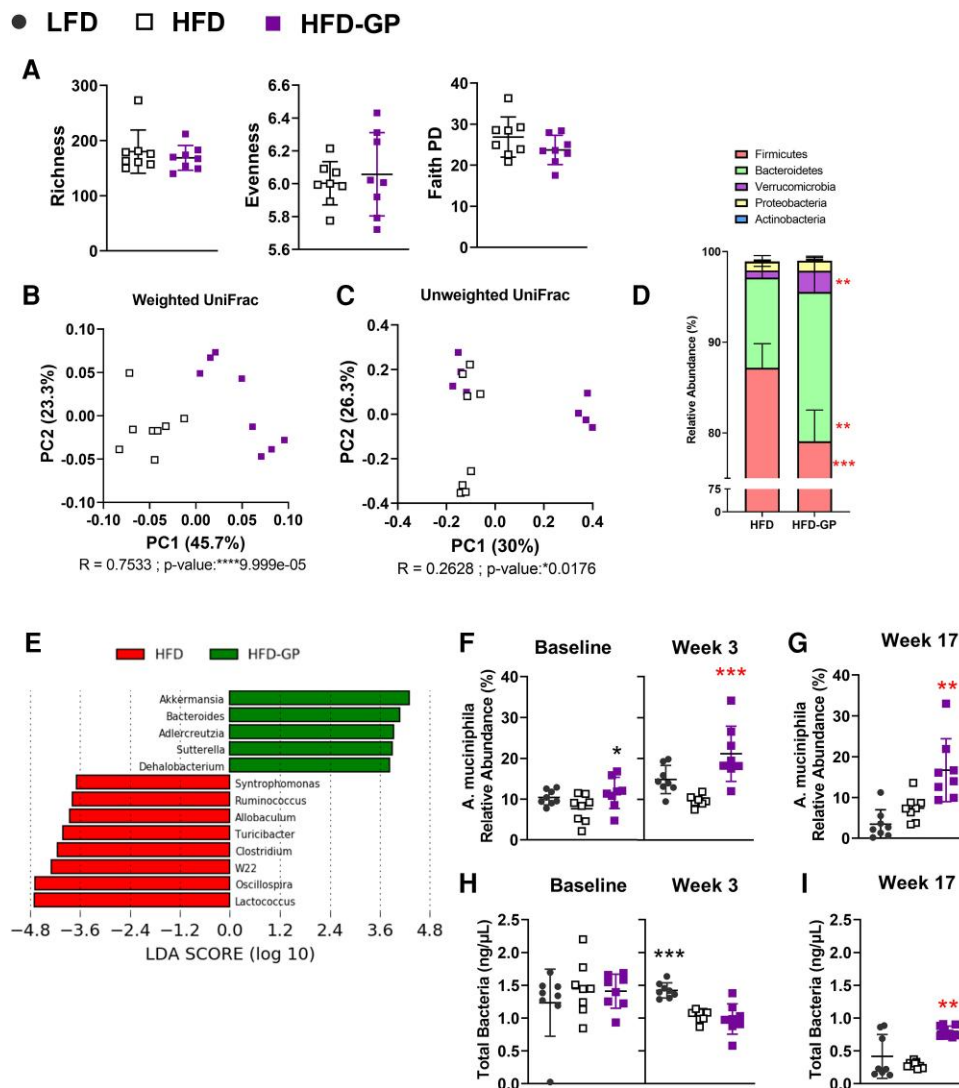 LFD HFD HFD-GP
A
Richness
300
200
100
0
Evenness
6.6
6.4
6.2
6.0
5.8
5.6
Faith PD
40
30
20
10
0
Firmicutes
Bacteroidetes
Verrucomicrobia
Proteobacteria
Actinobacteria
B
Weighted UniFrac
PC2 (23.3%)
0.10
0.05
0.00
-0.05
-0.10
-0.10 -0.05 0.00 0.05 0.10
PC1 (45.7%)
R = 0.7533 ; p-value:****9.999e-05
C
Unweighted UniFrac
PC2 (26.3%)
0.4
0.2
0.0
-0.2
-0.4
-0.4 -0.2 0.0 0.2 0.4
PC1 (30%)
R = 0.2628 ; p-value:*0.0176
D
Relative Abundance (%)
100
90
80
75
0
**
**
***
HFD HFD-GP
E
HFD HFD-GP
Akkermansia
Bacteroides
Adlercreutzia
Sutterella
Dehalobacterium
Syntrophomonas
Ruminococcus
Allobaculum
Turicibacter
Clostridium
W22
Oscillospira
Lactococcus
-4.8 -3.6 -2.4 -1.2 0.0 1.2 2.4 3.6 4.8
LDA SCORE (log 10)
F
Baseline Week 3
A. muciniphila
Relative Abundance (%)
40
30
20
10
0
*
***
G
Week 17
A. muciniphila
Relative Abundance (%)
40
30
20
10
0
**
H
Baseline Week 3
Total Bacteria (ng/µL)
2.5
2.0
1.5
1.0
0.5
0.0
***
I
Week 17
Total Bacteria (ng/µL)
2.5
2.0
1.5
1.0
0.5
0.0
**